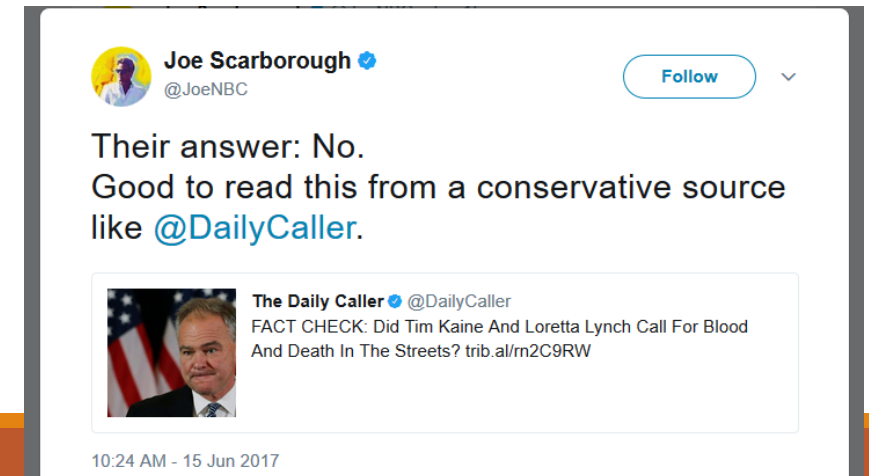 Joe Scarborough
@JoeNBC
Follow
Their answer: No.
Good to read this from a conservative source
like @DailyCaller.
The Daily Caller @DailyCaller
FACT CHECK: Did Tim Kaine And Loretta Lynch Call For Blood
And Death In The Streets? trib.al/rn2C9RW
10:24 AM - 15 Jun 2017